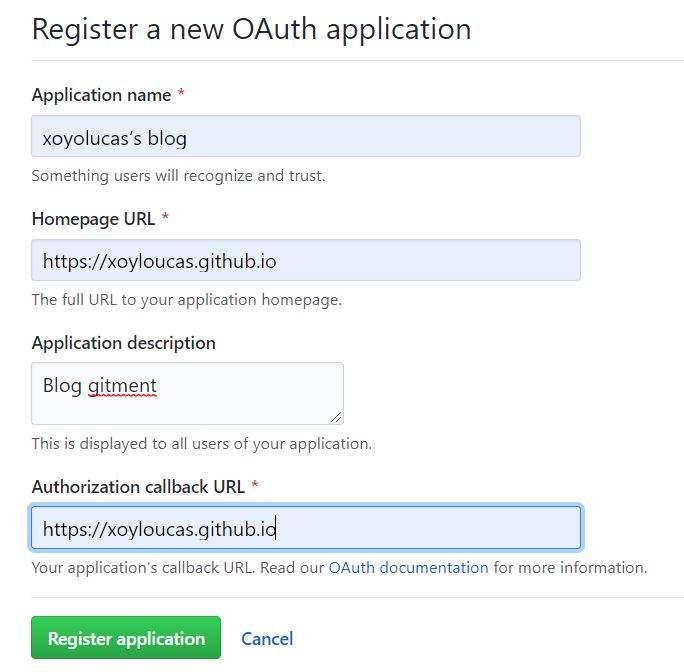 Register a new OAuth application
Application name *
xoyolucas‘s blog
Something users will recognize and trust.
Homepage URL *
https://xoyloucas.github.io
The full URL to your application homepage.
Application description
Blog gitment
This is displayed to all users of your application.
Authorization callback URL *
https://xoyloucas.github.io
Your application’s callback URL. Read our OAuth documentation for more information.
Register application Cancel